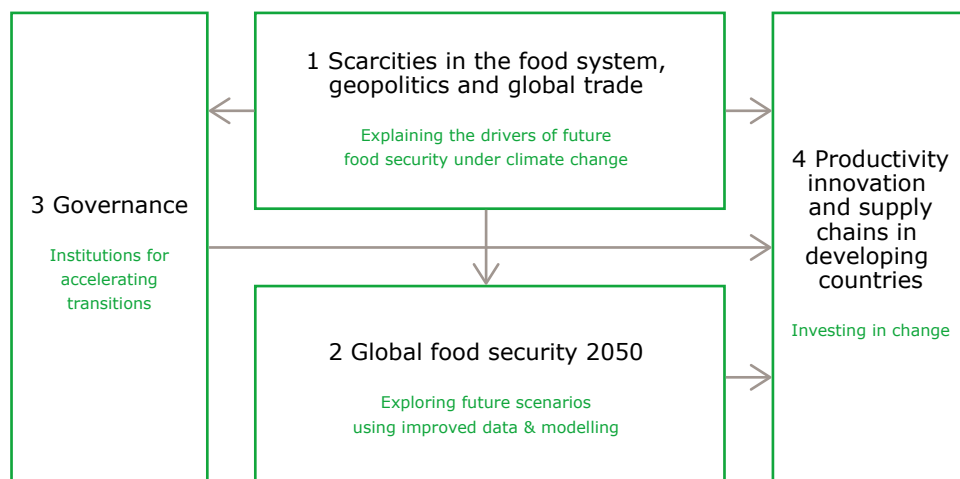 1 Scarcities in the food system,
geopolitics and global trade
Explaining the drivers of future
food security under climate change
3 Governance
Institutions for
accelerating
transitions
2 Global food security 2050
Exploring future scenarios
using improved data & modelling
4 Productivity
innovation
and supply
chains in
developing
countries
Investing in change